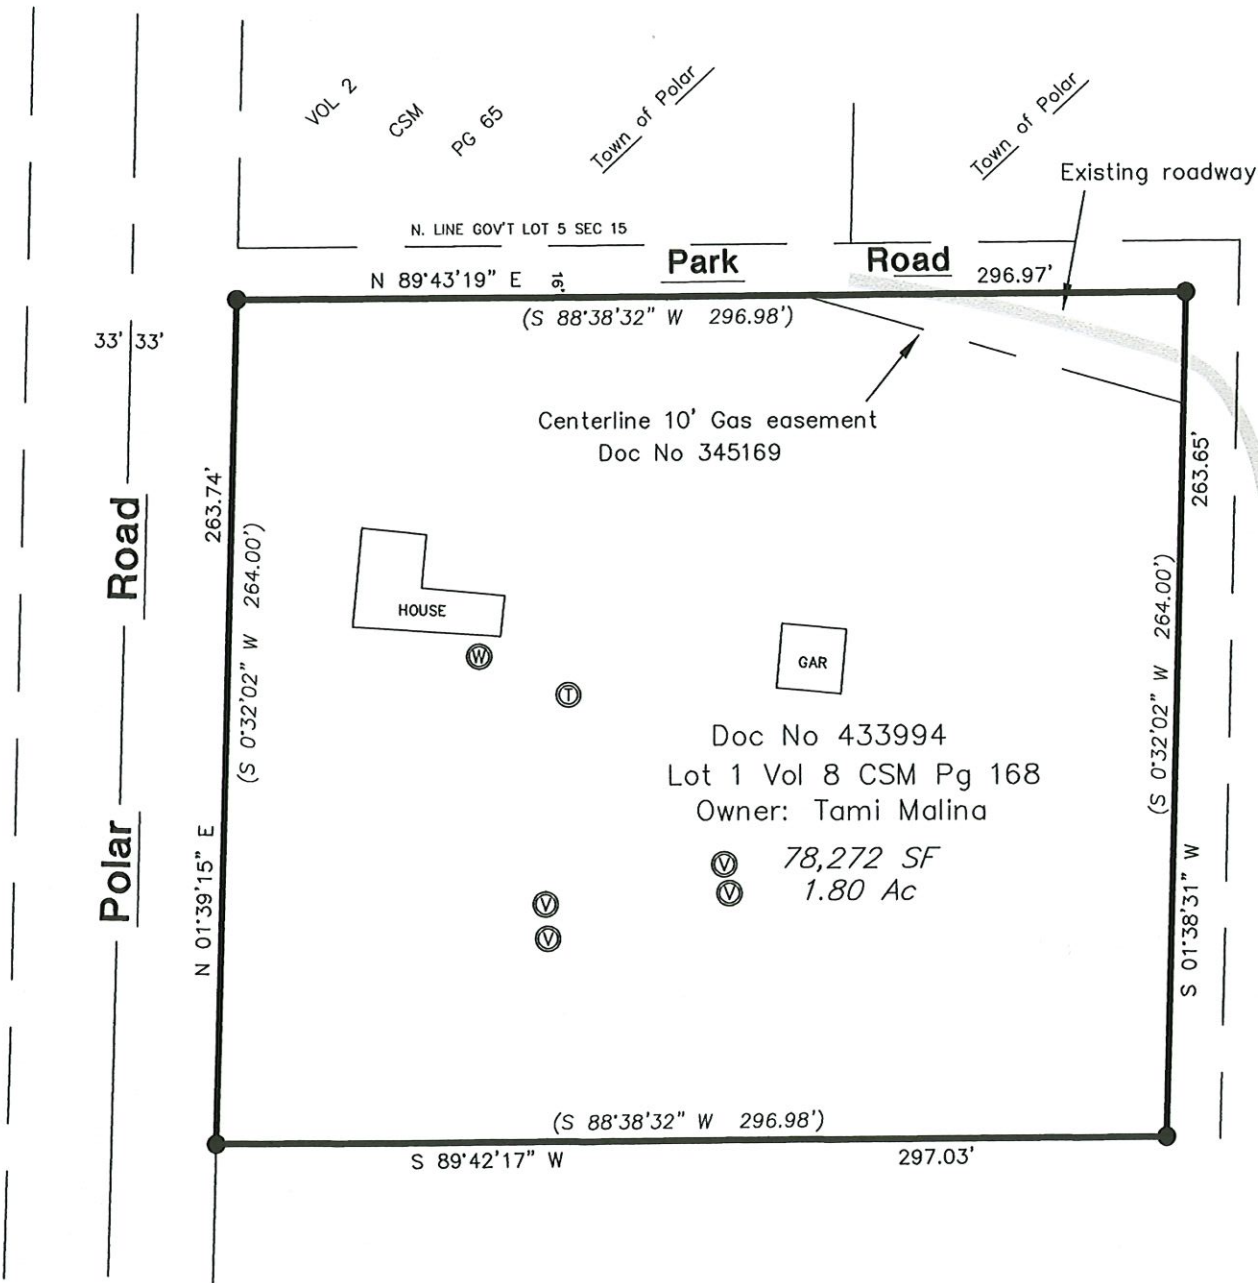 VOL 2
CSM
PG 65
Town of Polar
Town of Polar
Existing roadway
N. LINE GOV'T LOT 5 SEC 15
Park Road
N 89°43'19" E
16'
296.97'
(S 88°38'32" W 296.98')
33' 33'
Centerline 10' Gas easement
Doc No 345169
263.74'
(S 0°32'02" W 264.00')
N 01°39'15" E
Polar Road
263.65'
(S 0°32'02" W 264.00')
S 01°38'31" W
HOUSE
W
T
GAR
Doc No 433994
Lot 1 Vol 8 CSM Pg 168
Owner: Tami Malina
V 78,272 SF
V 1.80 Ac
V
V
(S 88°38'32" W 296.98')
S 89°42'17" W
297.03'